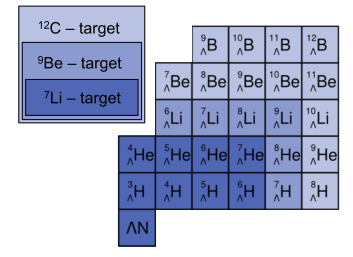 ¹²C – target
⁹Be – target
⁷Li – target
⁹ΛB ¹⁰ΛB ¹¹ΛB ¹²ΛB
⁷ΛBe ⁸ΛBe ⁹ΛBe ¹⁰ΛBe ¹¹ΛBe
⁶ΛLi ⁷ΛLi ⁸ΛLi ⁹ΛLi ¹⁰ΛLi
⁴ΛHe ⁵ΛHe ⁶ΛHe ⁷ΛHe ⁸ΛHe ⁹ΛHe
³ΛH ⁴ΛH ⁵ΛH ⁶ΛH ⁷ΛH ⁸ΛH
ΛN